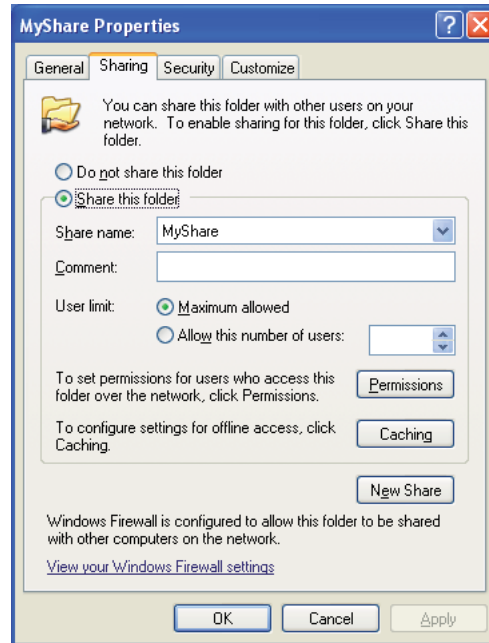 MyShare Properties
General Sharing Security Customize
You can share this folder with other users on your
network. To enable sharing for this folder, click Share this
folder.
Do not share this folder
Share this folder
Share name: MyShare
Comment:
User limit: Maximum allowed
Allow this number of users:
To set permissions for users who access this
folder over the network, click Permissions.
Permissions
To configure settings for offline access, click
Caching.
Caching
New Share
Windows Firewall is configured to allow this folder to be shared
with other computers on the network.
View your Windows Firewall settings
OK Cancel Apply